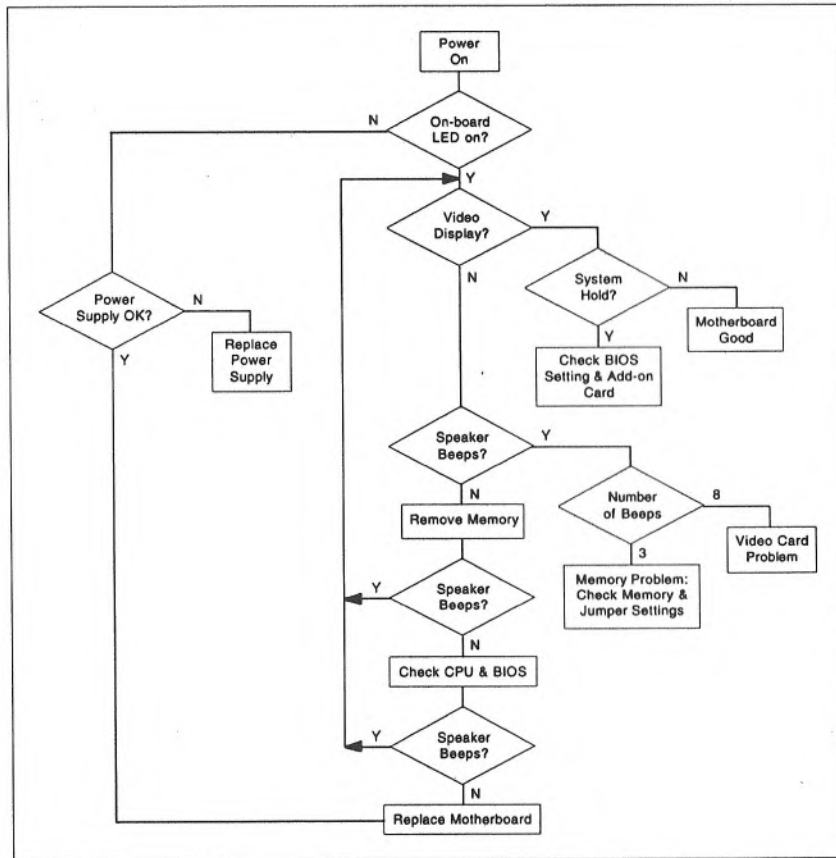 Power
On
On-board
LED on?
N
Y
Video
Display?
Y
N
System
Hold?
N
Y
Motherboard
Good
Check BIOS
Setting & Add-on
Card
Power
Supply OK?
N
Y
Replace
Power
Supply
Speaker
Beeps?
Y
N
Number
of Beeps
8
3
Video Card
Problem
Memory Problem:
Check Memory &
Jumper Settings
Remove Memory
Speaker
Beeps?
Y
N
Check CPU & BIOS
Speaker
Beeps?
Y
N
Replace Motherboard